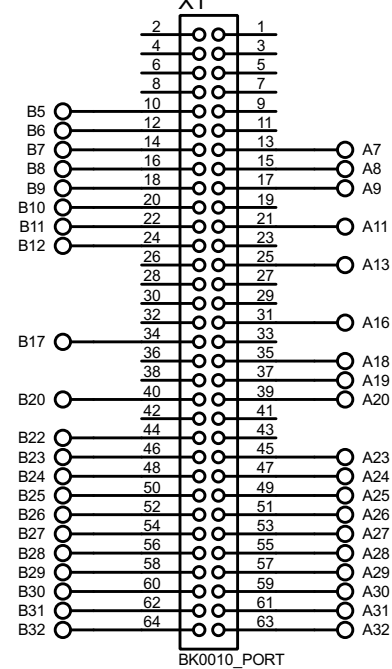 X1
2 1
4 3
6 5
8 7
B5 10 9
B6 12 11
B7 14 13 A7
B8 16 15 A8
B9 18 17 A9
B10 20 19
B11 22 21 A11
B12 24 23
26 25 A13
28 27
30 29
32 31 A16
B17 34 33
36 35 A18
38 37 A19
B20 40 39 A20
42 41
B22 44 43
B23 46 45 A23
B24 48 47 A24
B25 50 49 A25
B26 52 51 A26
B27 54 53 A27
B28 56 55 A28
B29 58 57 A29
B30 60 59 A30
B31 62 61 A31
B32 64 63 A32
BK0010_PORT